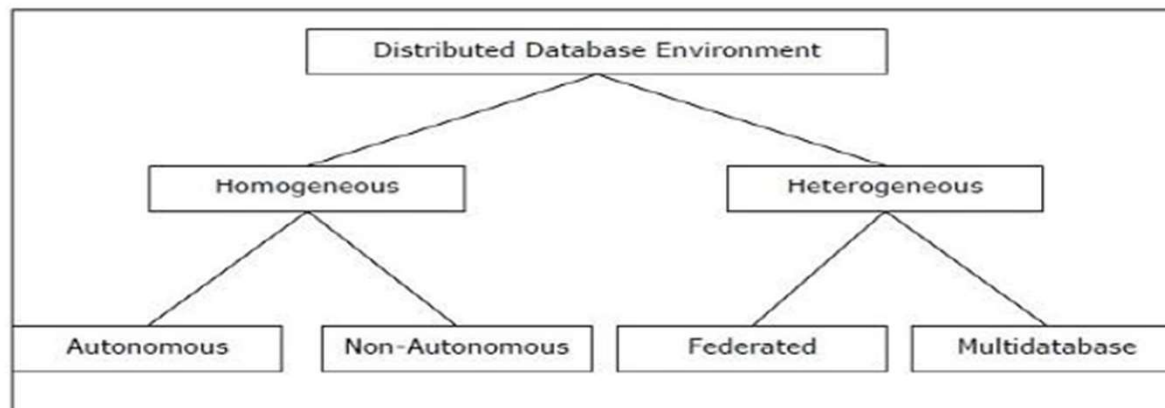 Distributed Database Environment
Homogeneous
Heterogeneous
Autonomous
Non-Autonomous
Federated
Multidatabase